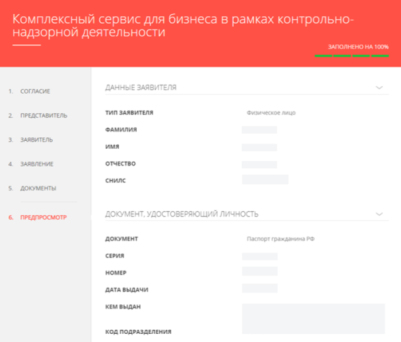 Комплексный сервис для бизнеса в рамках контрольно-
надзорной деятельности
ЗАПОЛНЕНО НА 100%
1. СОГЛАСИЕ
2. ПРЕДСТАВИТЕЛЬ
3. ЗАЯВИТЕЛЬ
4. ЗАЯВЛЕНИЕ
5. ДОКУМЕНТЫ
6. ПРЕДПРОСМОТР
ДАННЫЕ ЗАЯВИТЕЛЯ
ТИП ЗАЯВИТЕЛЯ Физическое лицо
ФАМИЛИЯ
ИМЯ
ОТЧЕСТВО
СНИЛС
ДОКУМЕНТ, УДОСТОВЕРЯЮЩИЙ ЛИЧНОСТЬ
ДОКУМЕНТ Паспорт гражданина РФ
СЕРИЯ
НОМЕР
ДАТА ВЫДАЧИ
КЕМ ВЫДАН
КОД ПОДРАЗДЕЛЕНИЯ